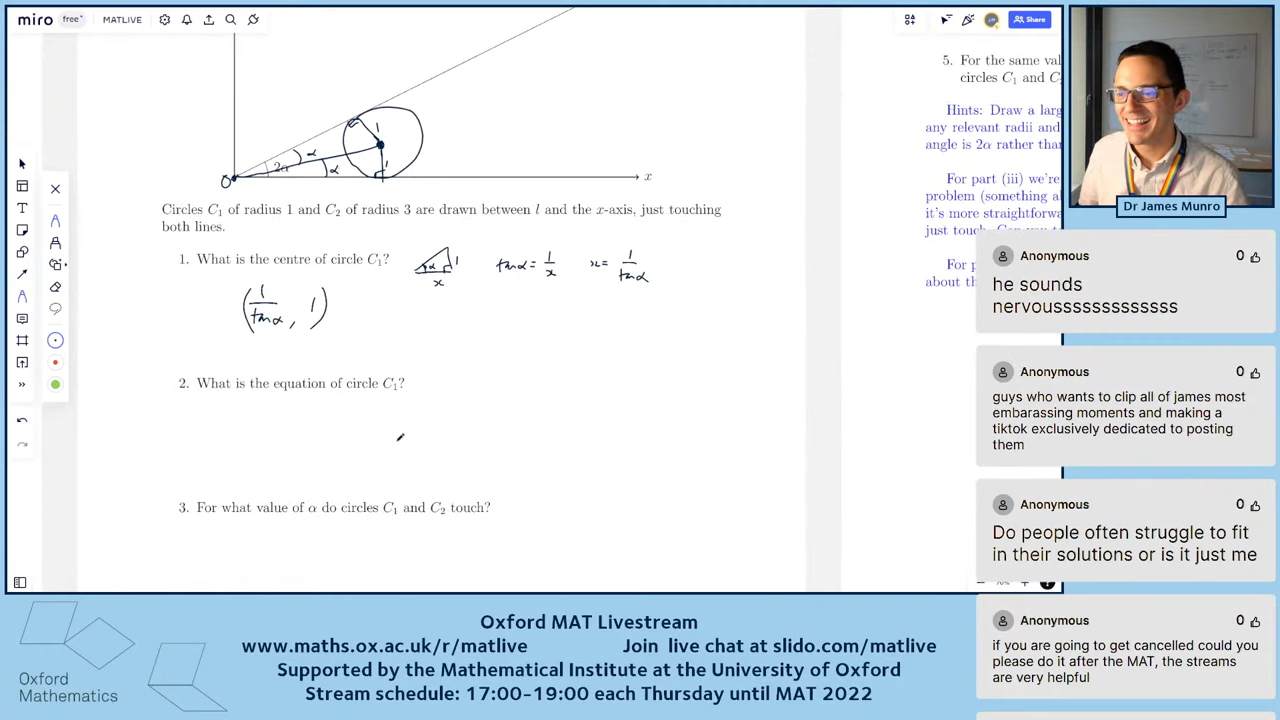 miro free MATLIVE
Share
2α
α
α
1
1
O
x
Circles C₁ of radius 1 and C₂ of radius 3 are drawn between l and the x-axis, just touching
both lines.
1. What is the centre of circle C₁?
α 1 x
tanα = 1/x
x = 1/tanα
(1/tanα, 1)
2. What is the equation of circle C₁?
3. For what value of α do circles C₁ and C₂ touch?
5. For the same val
circles C₁ and C₂
Hints: Draw a larg
any relevant radii and
angle is 2α rather than
For part (iii) we're
problem (something al
it's more straightforwa
just touch. Can you t
For p
about th
Dr James Munro
Anonymous 0
he sounds
nervousssssssssssss
Anonymous 0
guys who wants to clip all of james most
embarassing moments and making a
tiktok exclusively dedicated to posting
them
Anonymous 0
Do people often struggle to fit
in their solutions or is it just me
Anonymous 0
if you are going to get cancelled could you
please do it after the MAT, the streams
are very helpful
Oxford
Mathematics
Oxford MAT Livestream
www.maths.ox.ac.uk/r/matlive Join live chat at slido.com/matlive
Supported by the Mathematical Institute at the University of Oxford
Stream schedule: 17:00-19:00 each Thursday until MAT 2022